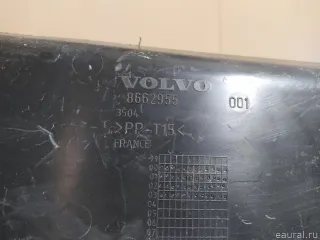 VOLVO
8662955
001
3504
>PP-T15<
FRANCE
eaural.ru